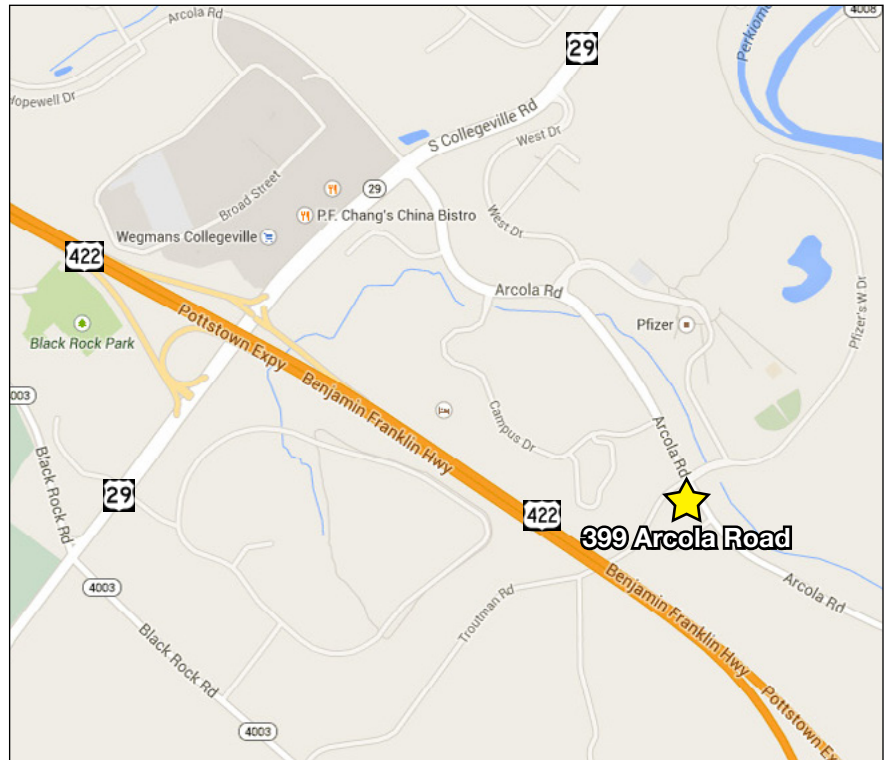 Arcola Rd
4008
29
Perkiome
Hopewell Dr
S Collegeville Rd
West Dr
Broad Street
29
P.F. Chang's China Bistro
West Dr
Wegmans Collegeville
422
Arcola Rd
Pfizer
Pfizer's W Dr
Pottstown Expy
Black Rock Park
Benjamin Franklin Hwy
003
Campus Dr
Arcola Rd
Black Rock Rd
29
422
399 Arcola Road
4003
Benjamin Franklin Hwy
Arcola Rd
Troutman Rd
Black Rock Rd
Pottstown Exp
4003